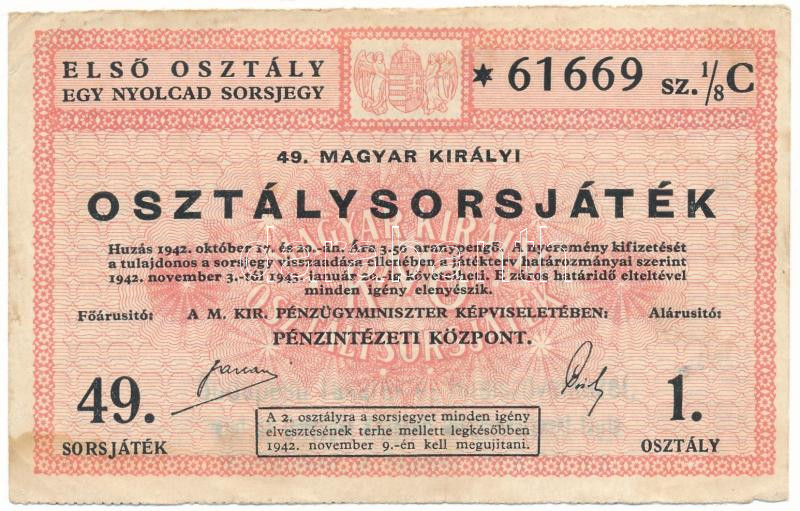 ELSŐ OSZTÁLY
EGY NYOLCAD SORSJEGY
✶ 61669 SZ. 1/8 C
49. MAGYAR KIRÁLYI
OSZTÁLYSORSJÁTÉK
Huzás 1942. október 17. és 20.-án. Ára 3.50 aranypengő. A nyeremény kifizetését
a tulajdonos a sorsjegy visszaadása ellenében a játékterv határozmányai szerint
1942. november 3.-tól 1943. január 20.-ig követelheti. E záros határidő elteltével
minden igény elenyészik.
Főárusitó: A M. KIR. PÉNZÜGYMINISZTER KÉPVISELETÉBEN: Alárusitó:
PÉNZINTÉZETI KÖZPONT.
49.
SORSJÁTÉK
A 2. osztályra a sorsjegyet minden igény
elvesztésének terhe mellett legkésőbben
1942. november 9.-én kell megujitani.
1.
OSZTÁLY
MAGYAR KIRÁLYI
OSZTÁLYSORSJÁTÉK